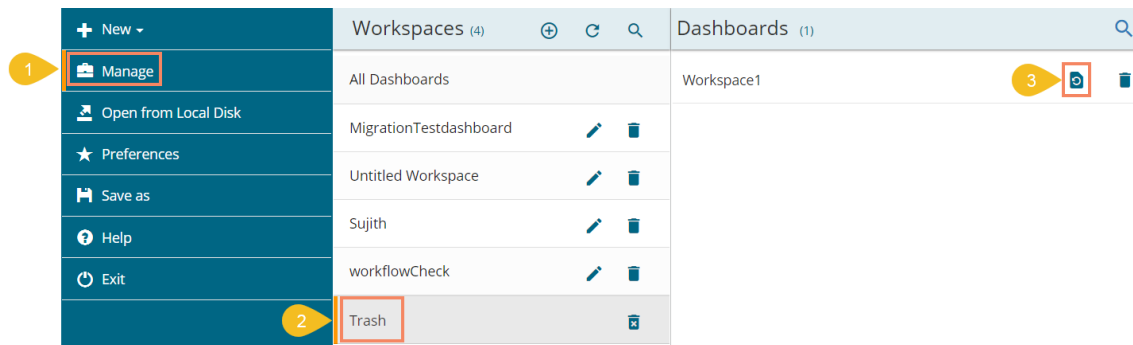 New
Manage
Open from Local Disk
Preferences
Save as
Help
Exit
Workspaces (4)
All Dashboards
MigrationTestdashboard
Untitled Workspace
Sujith
workflowCheck
Trash
Dashboards (1)
Workspace1
1
2
3